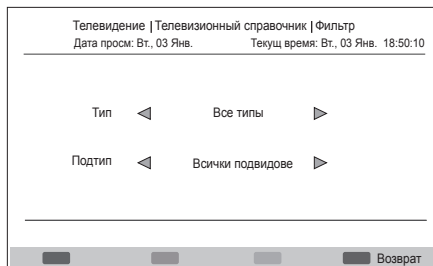 Телевидение | Телевизионный справочник | Фильтр
Дата просм: Вт., 03 Янв. Текущ время: Вт., 03 Янв. 18:50:10
Тип Все типы
Подтип Всички подвидове
Возврат